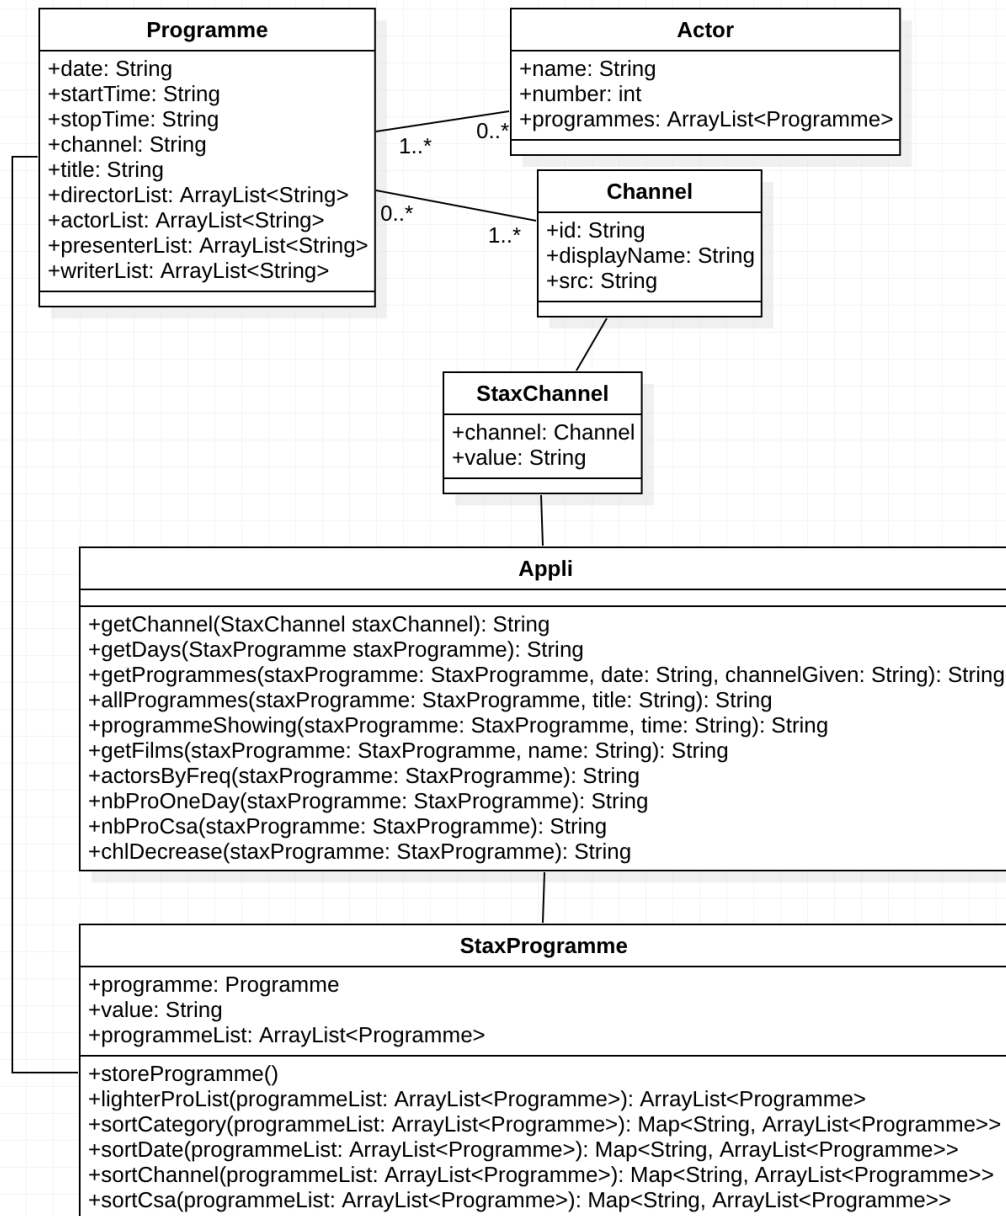 Programme
+date: String
+startTime: String
+stopTime: String
+channel: String
+title: String
+directorList: ArrayList<String>
+actorList: ArrayList<String>
+presenterList: ArrayList<String>
+writerList: ArrayList<String>
1..*
0..*
Actor
+name: String
+number: int
+programmes: ArrayList<Programme>
0..*
1..*
Channel
+id: String
+displayName: String
+src: String
StaxChannel
+channel: Channel
+value: String
Appli
+getChannel(StaxChannel staxChannel): String
+getDays(StaxProgramme staxProgramme): String
+getProgrammes(staxProgramme: StaxProgramme, date: String, channelGiven: String): String
+allProgrammes(staxProgramme: StaxProgramme, title: String): String
+programmeShowing(staxProgramme: StaxProgramme, time: String): String
+getFilms(staxProgramme: StaxProgramme, name: String): String
+actorsByFreq(staxProgramme: StaxProgramme): String
+nbProOneDay(staxProgramme: StaxProgramme): String
+nbProCsa(staxProgramme: StaxProgramme): String
+chlDecrease(staxProgramme: StaxProgramme): String
StaxProgramme
+programme: Programme
+value: String
+programmeList: ArrayList<Programme>
+storeProgramme()
+lighterProList(programmeList: ArrayList<Programme>): ArrayList<Programme>
+sortCategory(programmeList: ArrayList<Programme>): Map<String, ArrayList<Programme>>
+sortDate(programmeList: ArrayList<Programme>): Map<String, ArrayList<Programme>>
+sortChannel(programmeList: ArrayList<Programme>): Map<String, ArrayList<Programme>>
+sortCsa(programmeList: ArrayList<Programme>): Map<String, ArrayList<Programme>>